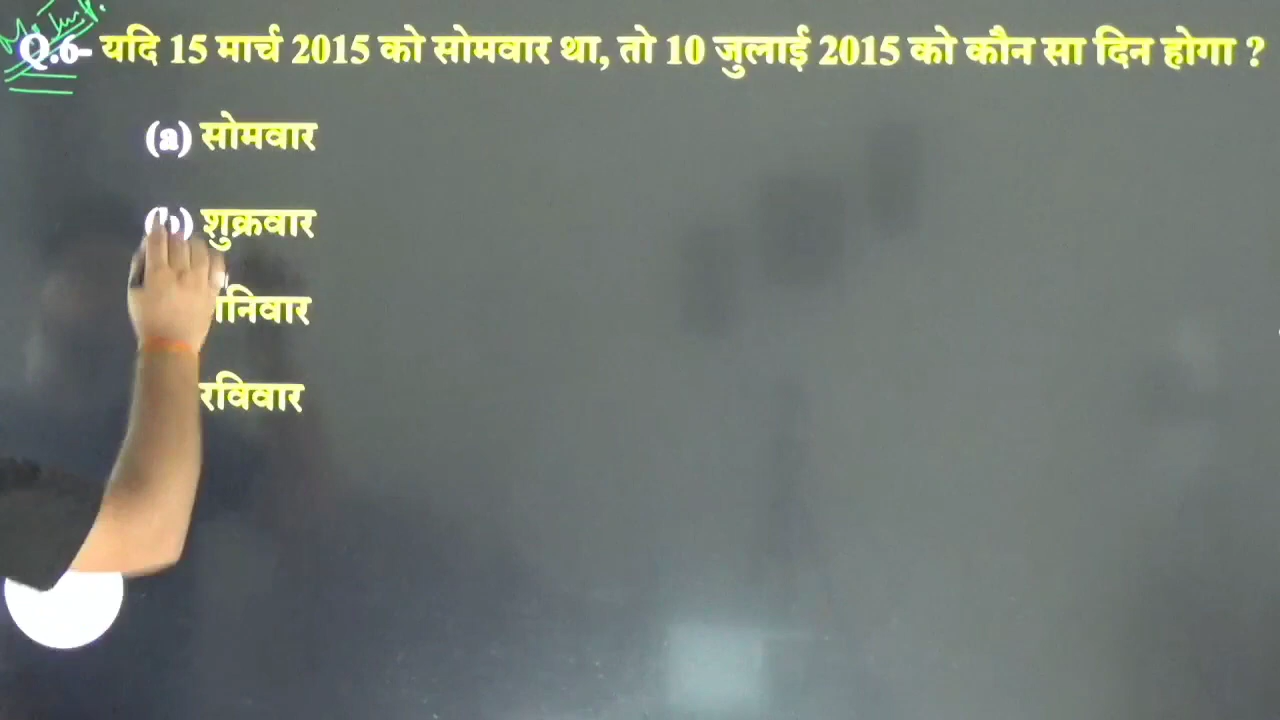 Q.6- यदि 15 मार्च 2015 को सोमवार था, तो 10 जुलाई 2015 को कौन सा दिन होगा ?
(a) सोमवार
(b) शुक्रवार
रविवार